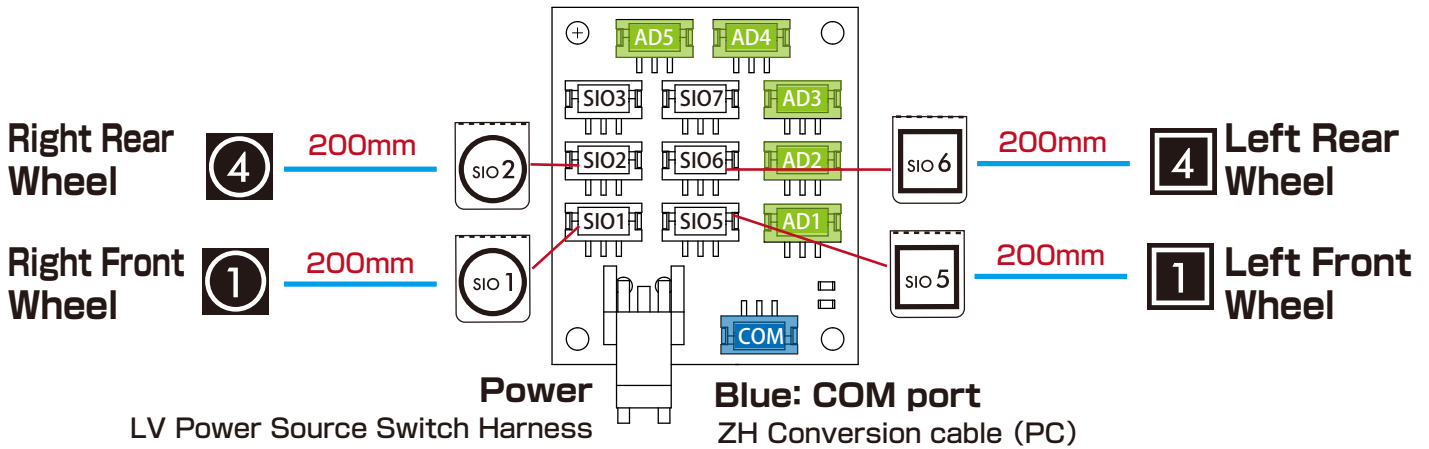 AD5 AD4
SIO3 SIO7 AD3
Right Rear
Wheel
4
200mm
SIO 2
SIO2 SIO6 AD2
SIO 6
200mm
4
Left Rear
Wheel
Right Front
Wheel
1
200mm
SIO 1
SIO1 SIO5 AD1
SIO 5
200mm
1
Left Front
Wheel
COM
Power
LV Power Source Switch Harness
Blue: COM port
ZH Conversion cable (PC)